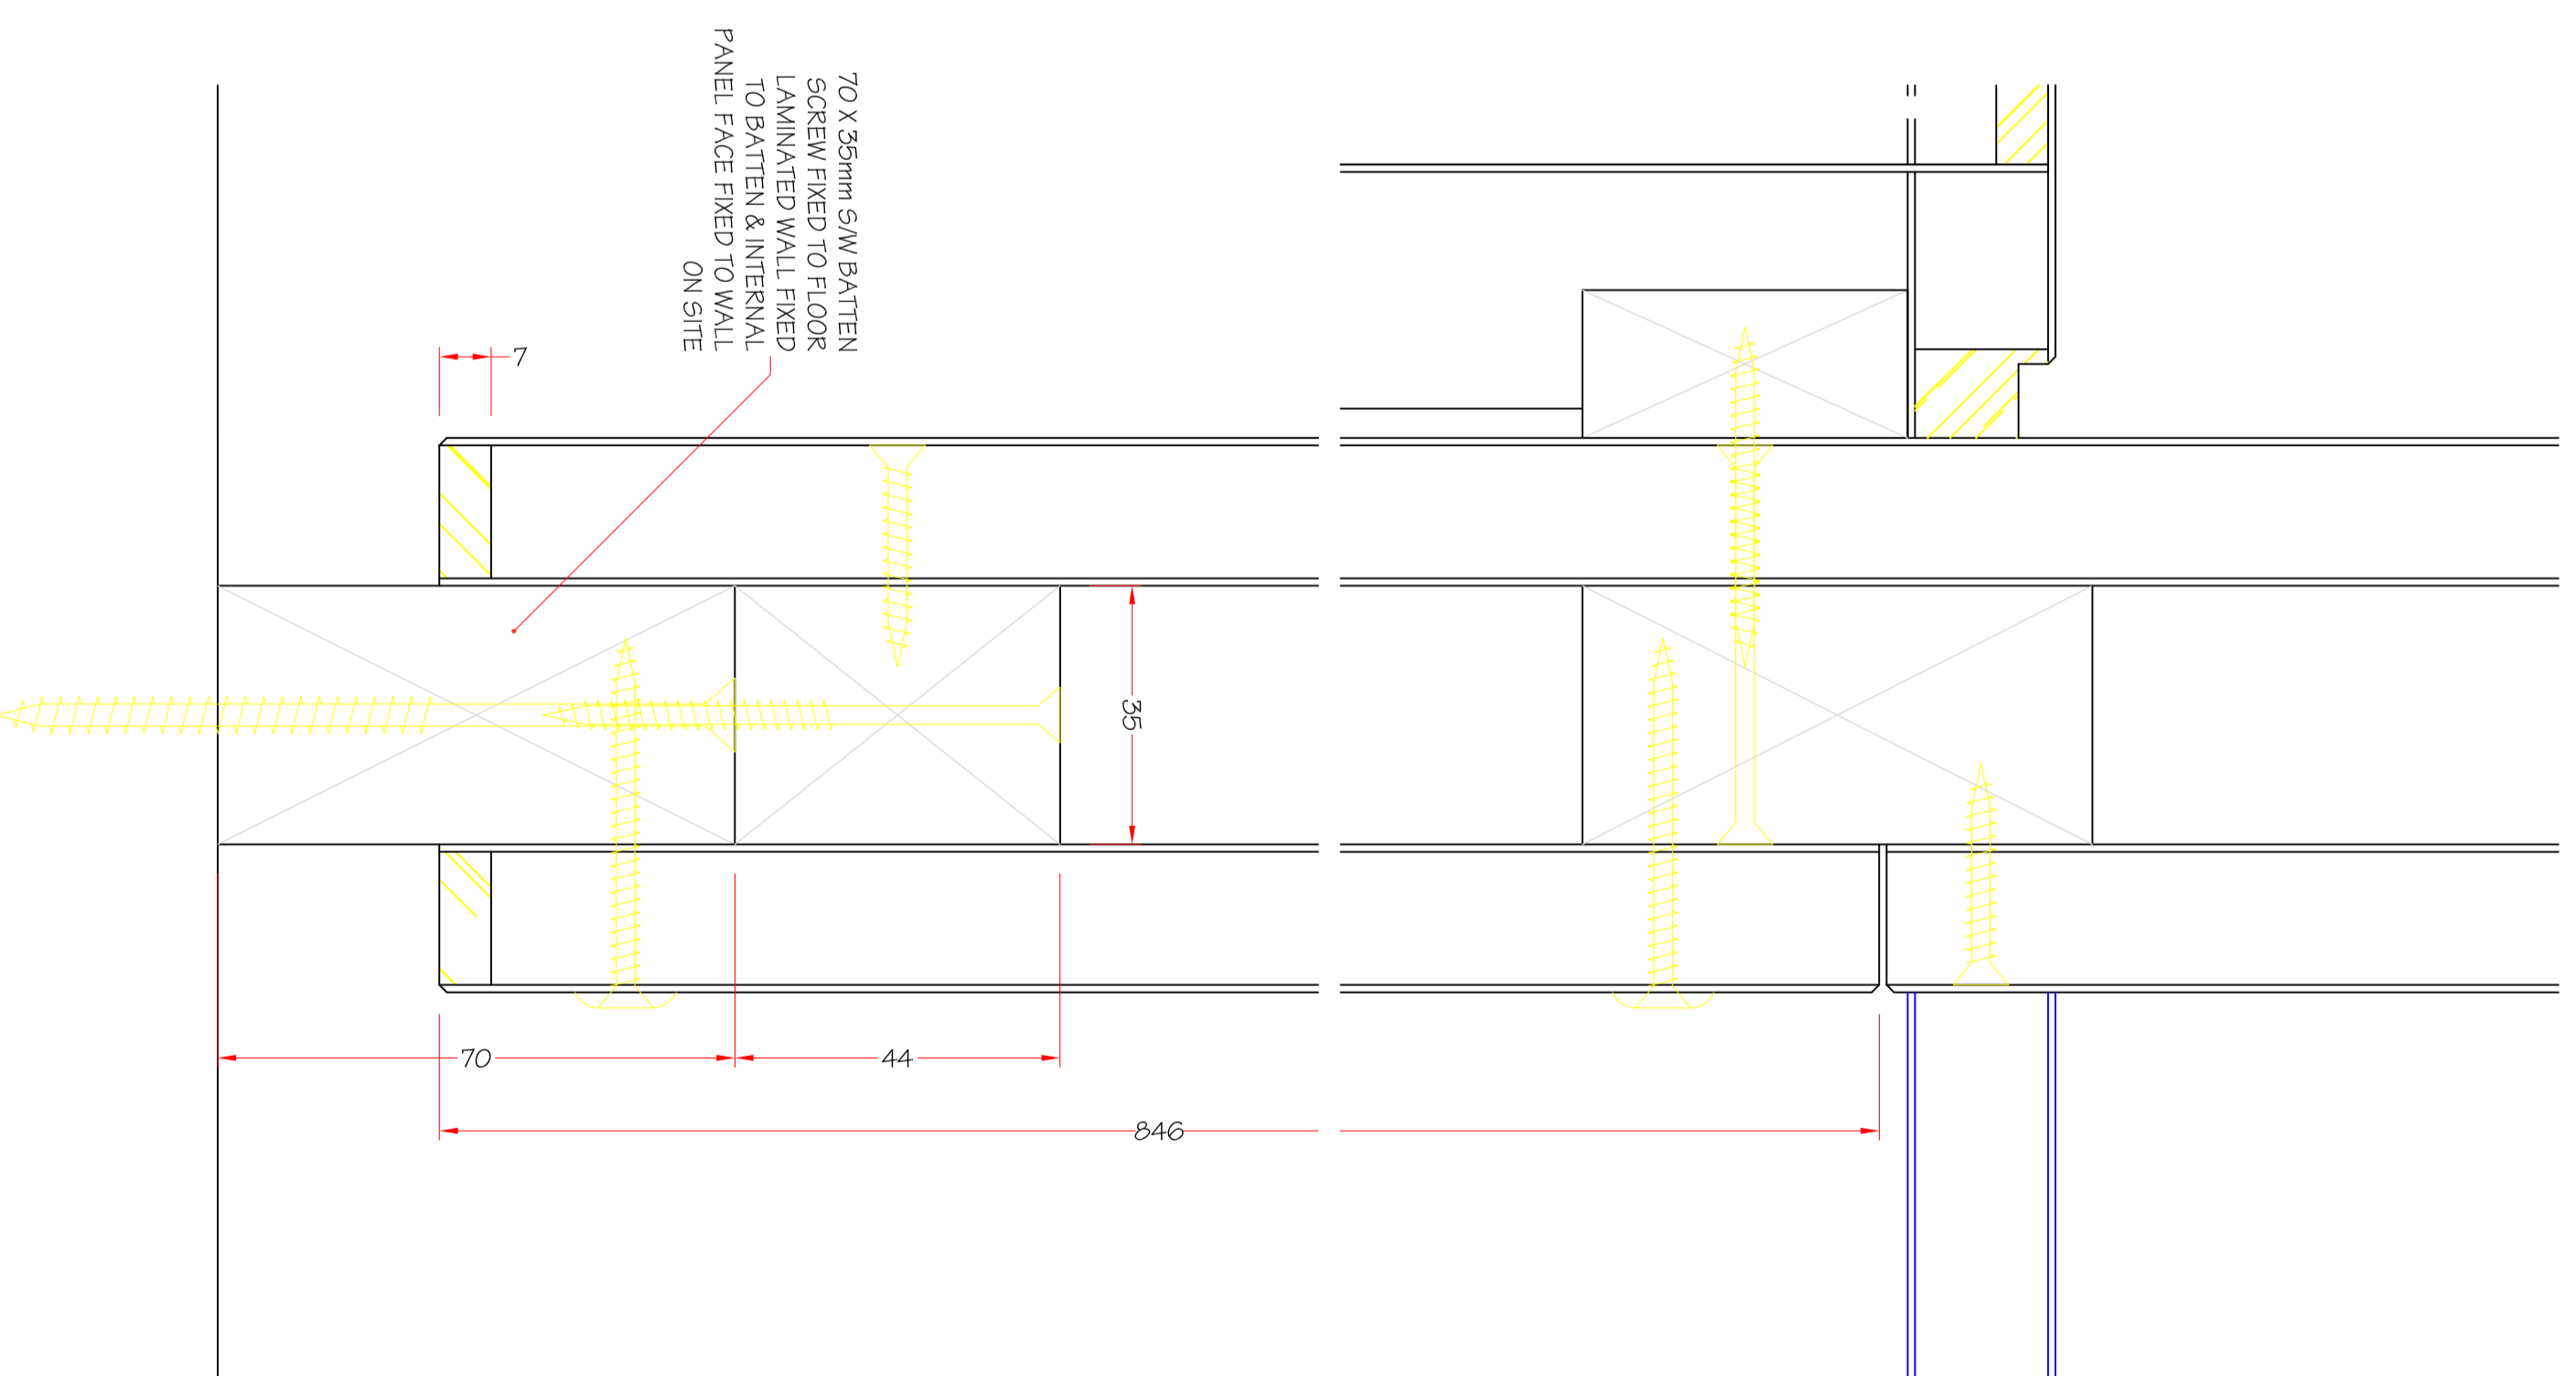 70 X 35mm S/W BATTEN
SCREW FIXED TO FLOOR
LAMINATED WALL FIXED
TO BATTEN & INTERNAL
PANEL FACE FIXED TO WALL
ON SITE
7
35
70
44
846